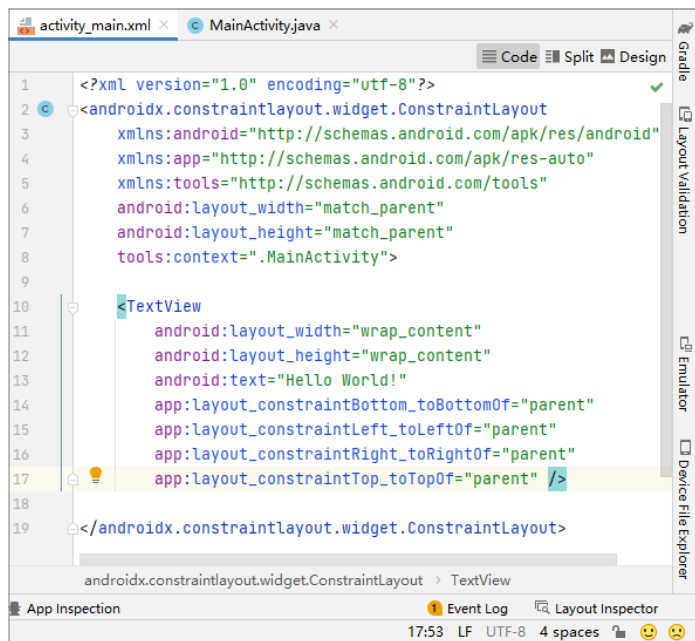 activity_main.xml MainActivity.java
Code Split Design
1 <?xml version="1.0" encoding="utf-8"?>
2 C <androidx.constraintlayout.widget.ConstraintLayout
3 xmlns:android="http://schemas.android.com/apk/res/android"
4 xmlns:app="http://schemas.android.com/apk/res-auto"
5 xmlns:tools="http://schemas.android.com/tools"
6 android:layout_width="match_parent"
7 android:layout_height="match_parent"
8 tools:context=".MainActivity">
9
10 <TextView
11 android:layout_width="wrap_content"
12 android:layout_height="wrap_content"
13 android:text="Hello World!"
14 app:layout_constraintBottom_toBottomOf="parent"
15 app:layout_constraintLeft_toLeftOf="parent"
16 app:layout_constraintRight_toRightOf="parent"
17 app:layout_constraintTop_toTopOf="parent" />
18
19 </androidx.constraintlayout.widget.ConstraintLayout>
androidx.constraintlayout.widget.ConstraintLayout > TextView
App Inspection 1 Event Log Layout Inspector
17:53 LF UTF-8 4 spaces
Gradle
Layout Validation
Emulator
Device File Explorer